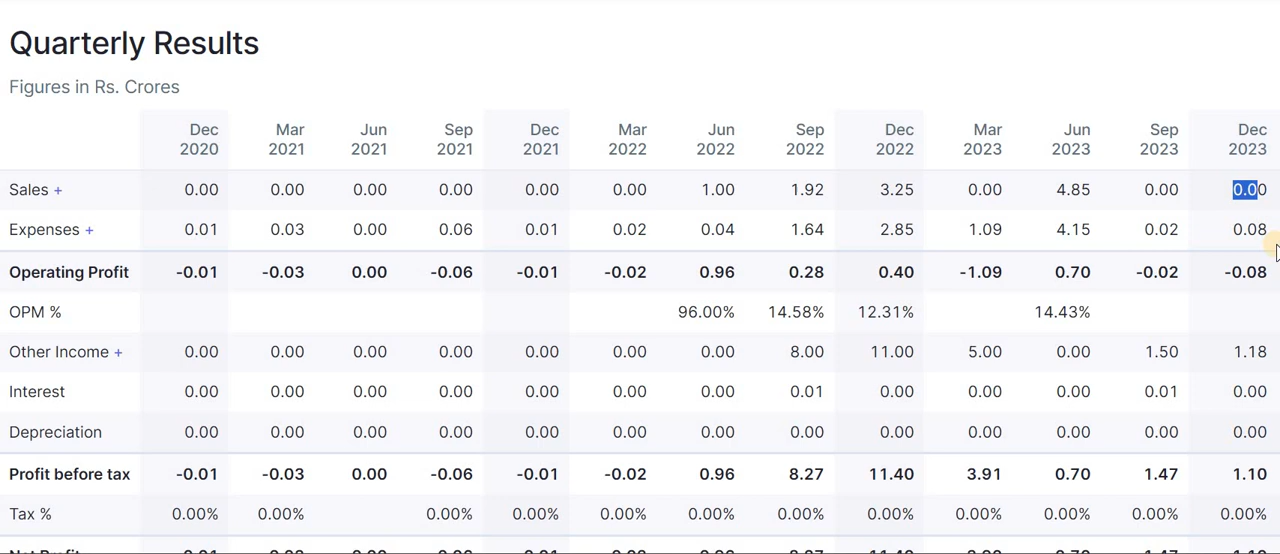 Quarterly Results
Figures in Rs. Crores
Dec 2020 Mar 2021 Jun 2021 Sep 2021 Dec 2021 Mar 2022 Jun 2022 Sep 2022 Dec 2022 Mar 2023 Jun 2023 Sep 2023 Dec 2023
Sales + 0.00 0.00 0.00 0.00 0.00 0.00 1.00 1.92 3.25 0.00 4.85 0.00 0.00
Expenses + 0.01 0.03 0.00 0.06 0.01 0.02 0.04 1.64 2.85 1.09 4.15 0.02 0.08
Operating Profit -0.01 -0.03 0.00 -0.06 -0.01 -0.02 0.96 0.28 0.40 -1.09 0.70 -0.02 -0.08
OPM % 96.00% 14.58% 12.31% 14.43%
Other Income + 0.00 0.00 0.00 0.00 0.00 0.00 0.00 8.00 11.00 5.00 0.00 1.50 1.18
Interest 0.00 0.00 0.00 0.00 0.00 0.00 0.00 0.01 0.00 0.00 0.00 0.01 0.00
Depreciation 0.00 0.00 0.00 0.00 0.00 0.00 0.00 0.00 0.00 0.00 0.00 0.00 0.00
Profit before tax -0.01 -0.03 0.00 -0.06 -0.01 -0.02 0.96 8.27 11.40 3.91 0.70 1.47 1.10
Tax % 0.00% 0.00% 0.00% 0.00% 0.00% 0.00% 0.00% 0.00% 0.00% 0.00% 0.00% 0.00%